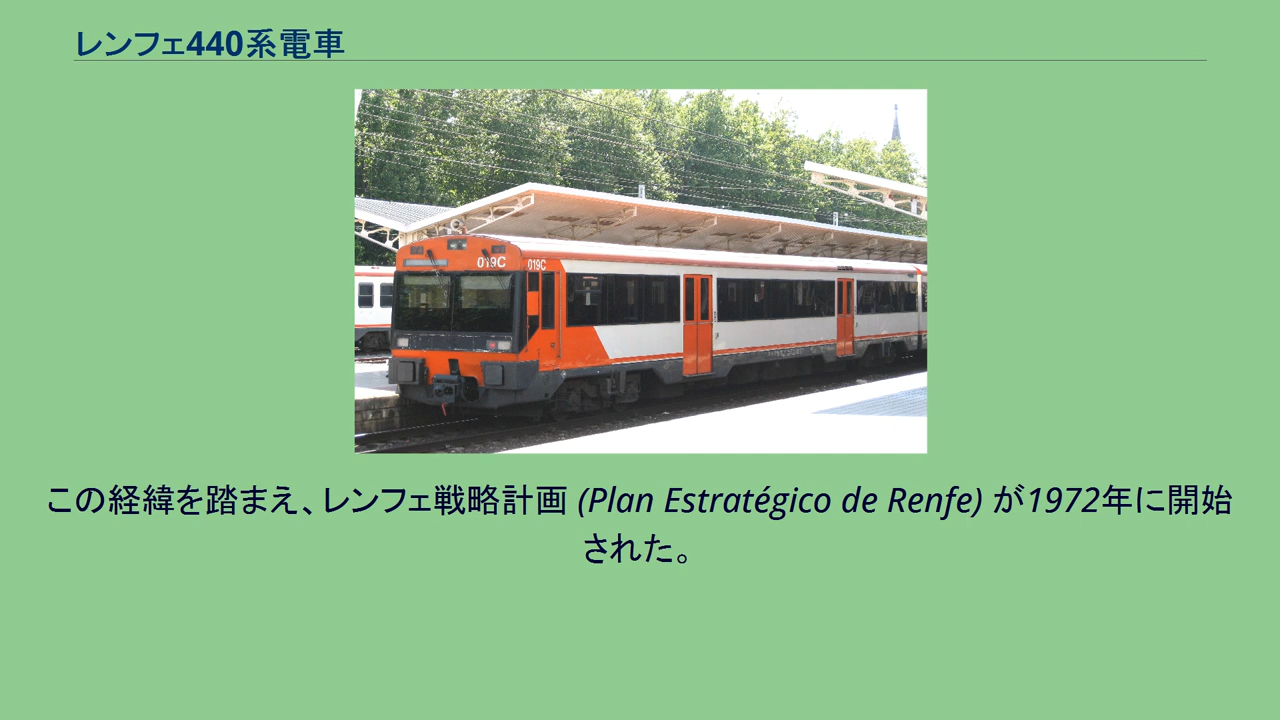 レンフェ440系電車
019C
019C
この経緯を踏まえ、レンフェ戦略計画 (Plan Estratégico de Renfe) が1972年に開始
された。